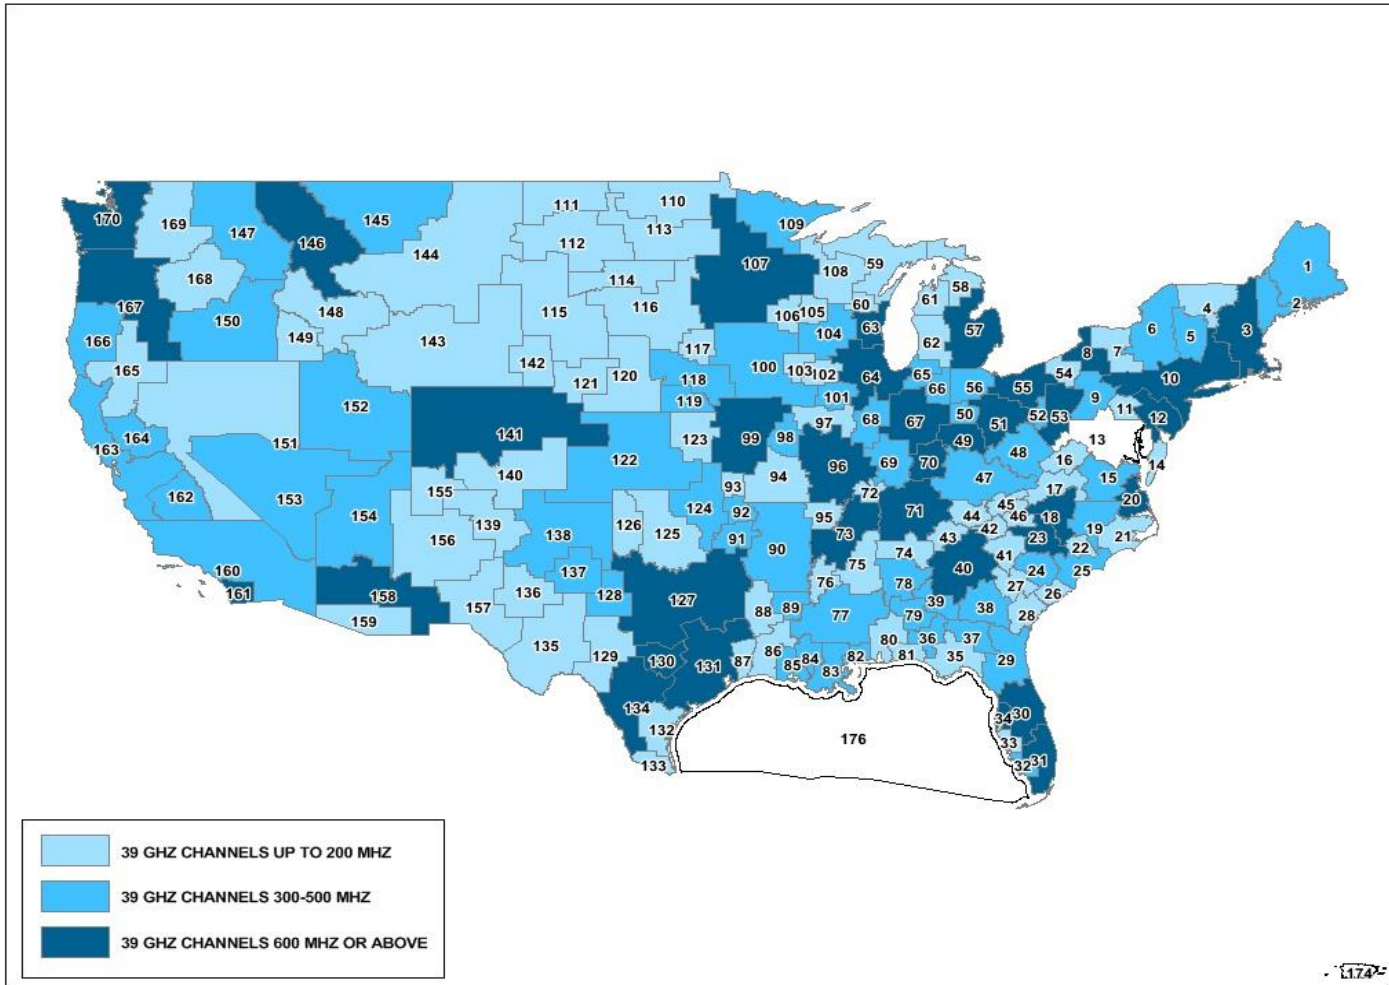 170 169 147 146 145 144 111 110 109
112 113 107 108 59 58 1
168 114 61 2
167 148 115 116 106 105 60 63 57 4 3
150 166 149 143 142 117 104 62 8 7 6 5
165 121 120 118 100 103 102 64 65 66 56 55 54 9 10
152 119 101 50 51 52 53 11 12
163 164 151 141 123 99 98 97 68 67 49 13
122 96 69 70 48 16 14
162 153 155 140 93 94 72 47 17 15 20
154 139 126 125 124 92 95 73 71 44 45 46 18 19 21
156 138 91 90 43 42 23 22
160 137 75 74 40 41 24 25
161 158 136 128 127 76 78 27 26
159 157 88 89 77 79 39 38 28
135 129 130 131 87 86 85 84 83 82 80 81 36 37 35 29
134 132 34 30
176 33
133 32 31
39 GHZ CHANNELS UP TO 200 MHZ
39 GHZ CHANNELS 300-500 MHZ
39 GHZ CHANNELS 600 MHZ OR ABOVE
174